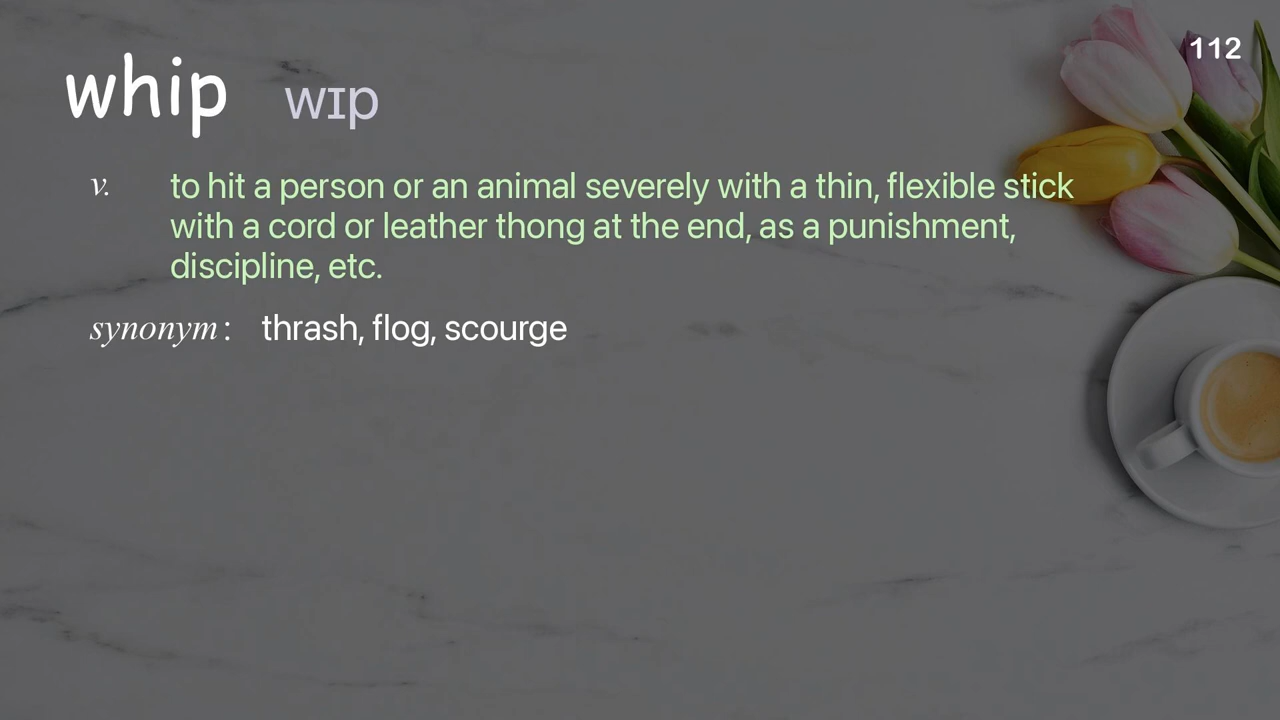 112
whip wɪp
v. to hit a person or an animal severely with a thin, flexible stick
with a cord or leather thong at the end, as a punishment,
discipline, etc.
synonym : thrash, flog, scourge